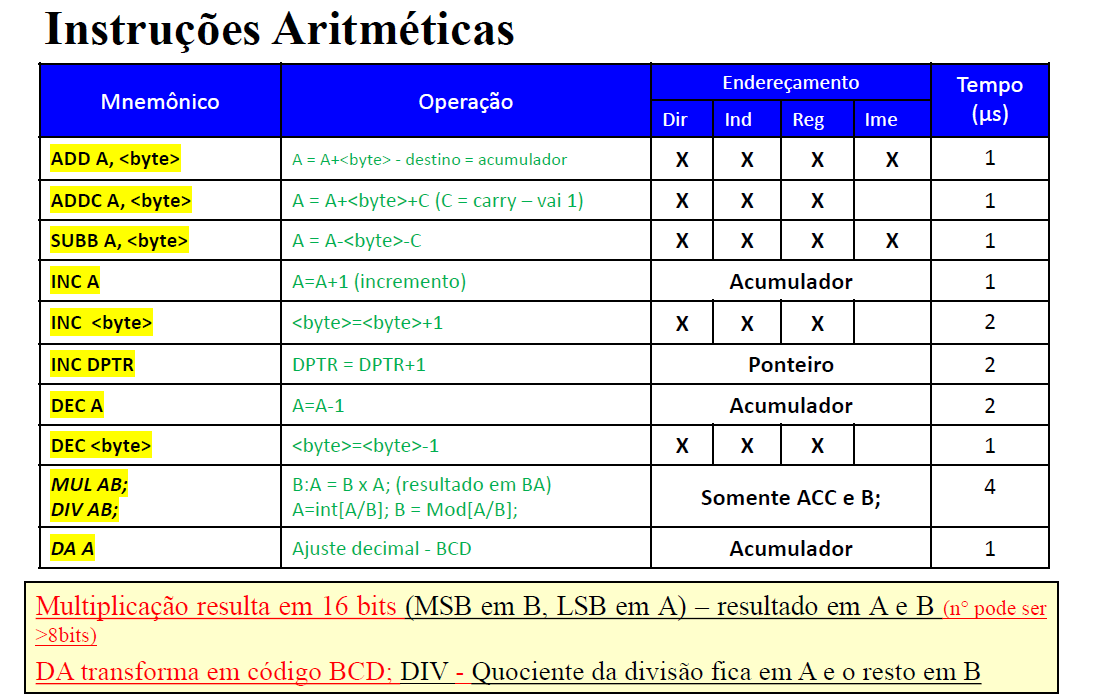 Instruções Aritméticas
Mnemônico Operação Endereçamento Tempo (μs)
Dir Ind Reg Ime
ADD A, <byte> A = A+<byte> - destino = acumulador X X X X 1
ADDC A, <byte> A = A+<byte>+C (C = carry – vai 1) X X X 1
SUBB A, <byte> A = A-<byte>-C X X X X 1
INC A A=A+1 (incremento) Acumulador 1
INC <byte> <byte>=<byte>+1 X X X 2
INC DPTR DPTR = DPTR+1 Ponteiro 2
DEC A A=A-1 Acumulador 2
DEC <byte> <byte>=<byte>-1 X X X 1
MUL AB; B:A = B x A; (resultado em BA) Somente ACC e B; 4
DIV AB; A=int[A/B]; B = Mod[A/B];
DA A Ajuste decimal - BCD Acumulador 1
Multiplicação resulta em 16 bits (MSB em B, LSB em A) – resultado em A e B (n° pode ser
>8bits)
DA transforma em código BCD; DIV - Quociente da divisão fica em A e o resto em B